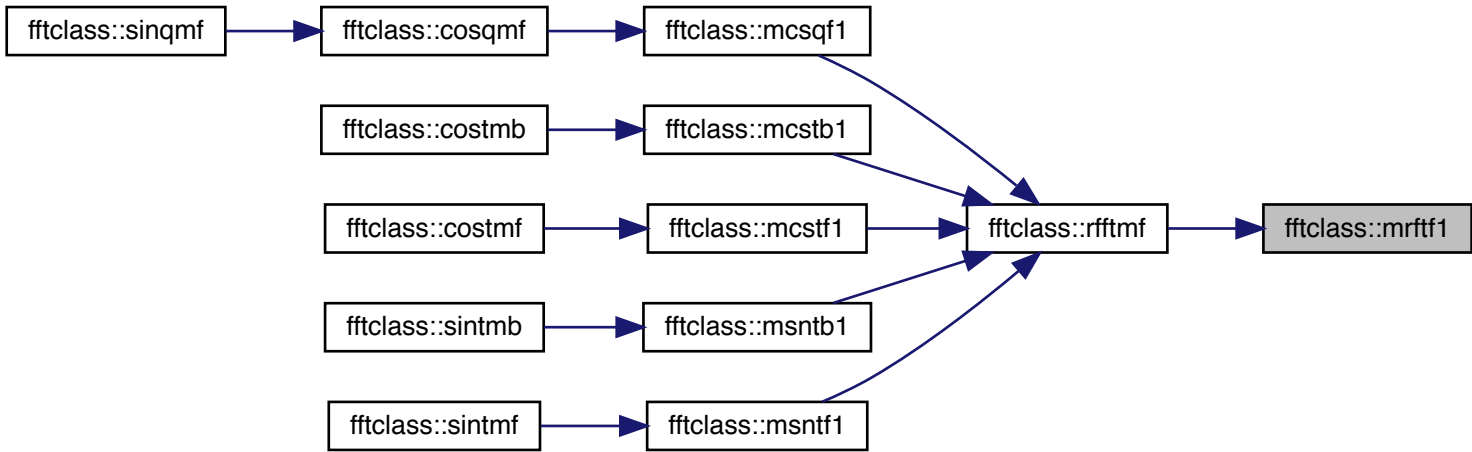 fftclass::sinqmf
fftclass::cosqmf
fftclass::mcsqf1
fftclass::costmb
fftclass::mcstb1
fftclass::costmf
fftclass::mcstf1
fftclass::rfftmf
fftclass::mrftf1
fftclass::sintmb
fftclass::msntb1
fftclass::sintmf
fftclass::msntf1